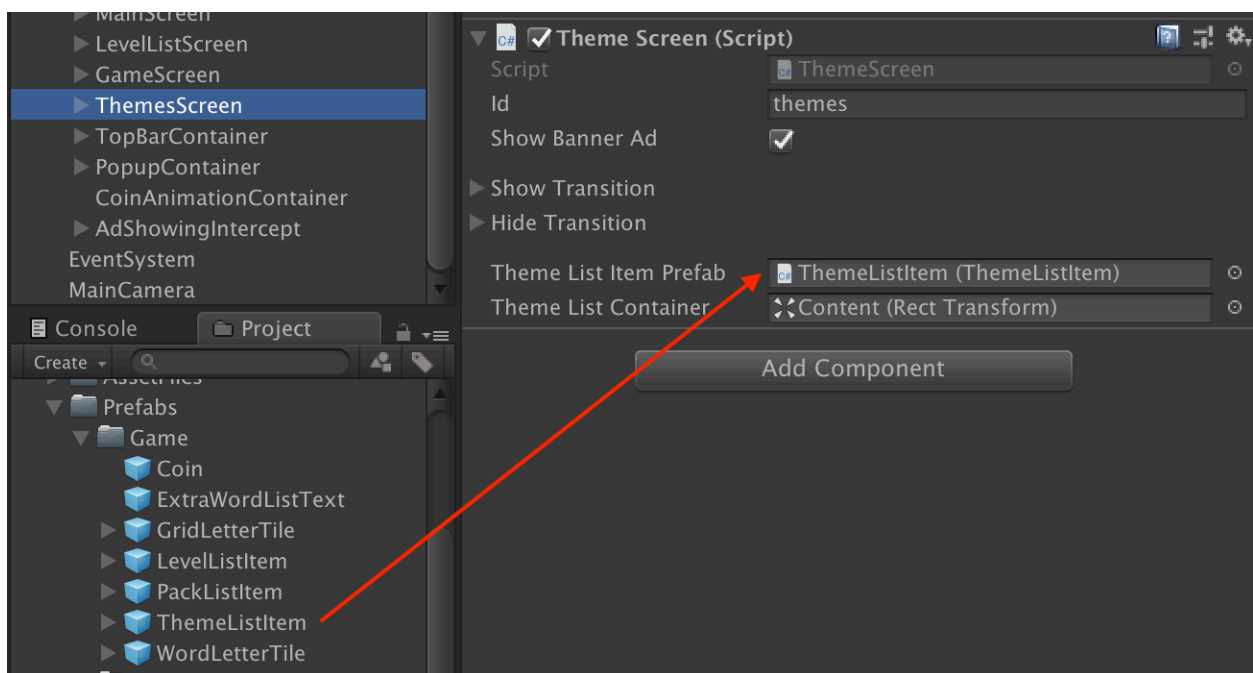 MainScreen
LevelListScreen
GameScreen
ThemesScreen
TopBarContainer
PopupContainer
CoinAnimationContainer
AdShowingIntercept
EventSystem
MainCamera
Console
Project
Create
AssetFiles
Prefabs
Game
Coin
ExtraWordListText
GridLetterTile
LevelListItem
PackListItem
ThemeListItem
WordLetterTile
C# Theme Screen (Script)
Script C# ThemeScreen
Id themes
Show Banner Ad
Show Transition
Hide Transition
Theme List Item Prefab C# ThemeListItem (ThemeListItem)
Theme List Container Content (Rect Transform)
Add Component